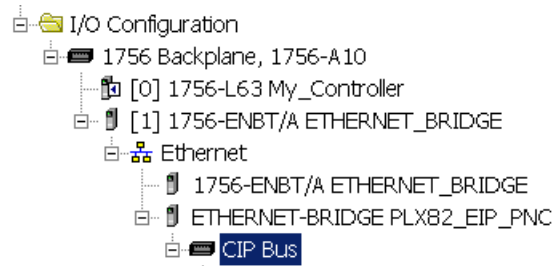 I/O Configuration
1756 Backplane, 1756-A10
[0] 1756-L63 My_Controller
[1] 1756-ENBT/A ETHERNET_BRIDGE
Ethernet
1756-ENBT/A ETHERNET_BRIDGE
ETHERNET-BRIDGE PLX82_EIP_PNC
CIP Bus